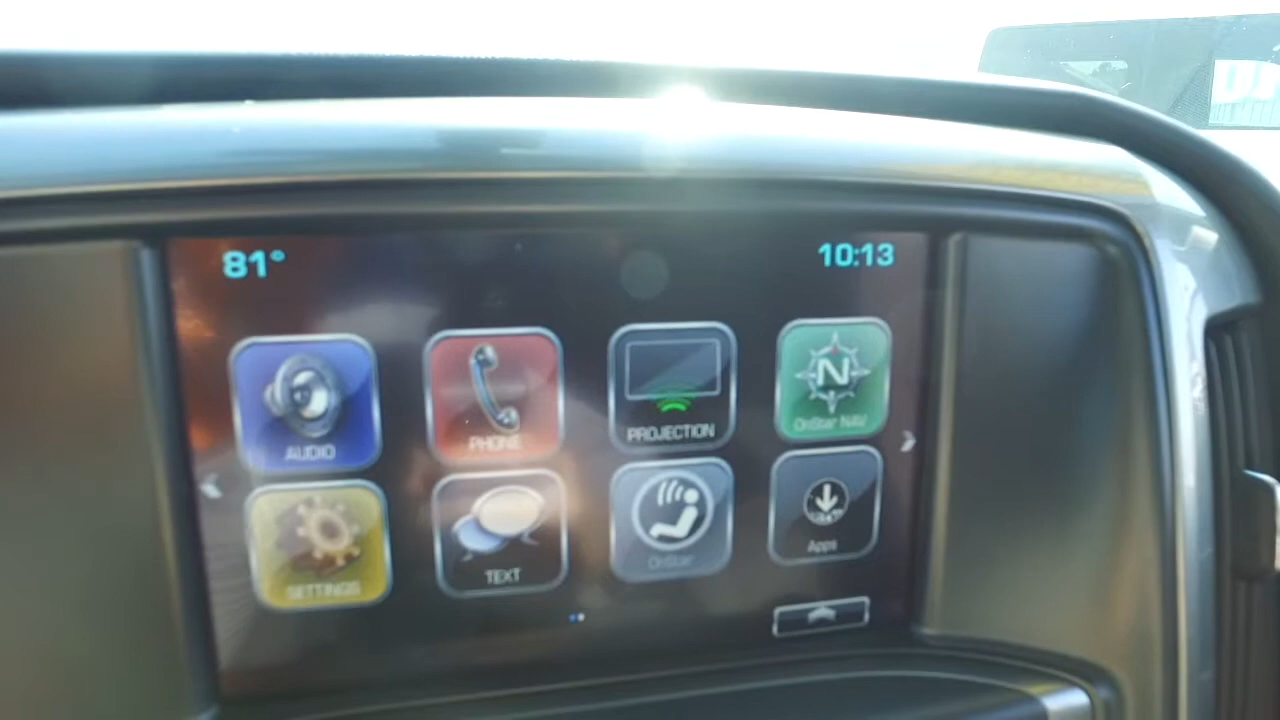 81° 10:13
AUDIO PHONE PROJECTION N OnStar NAV
SETTINGS TEXT OnStar Apps